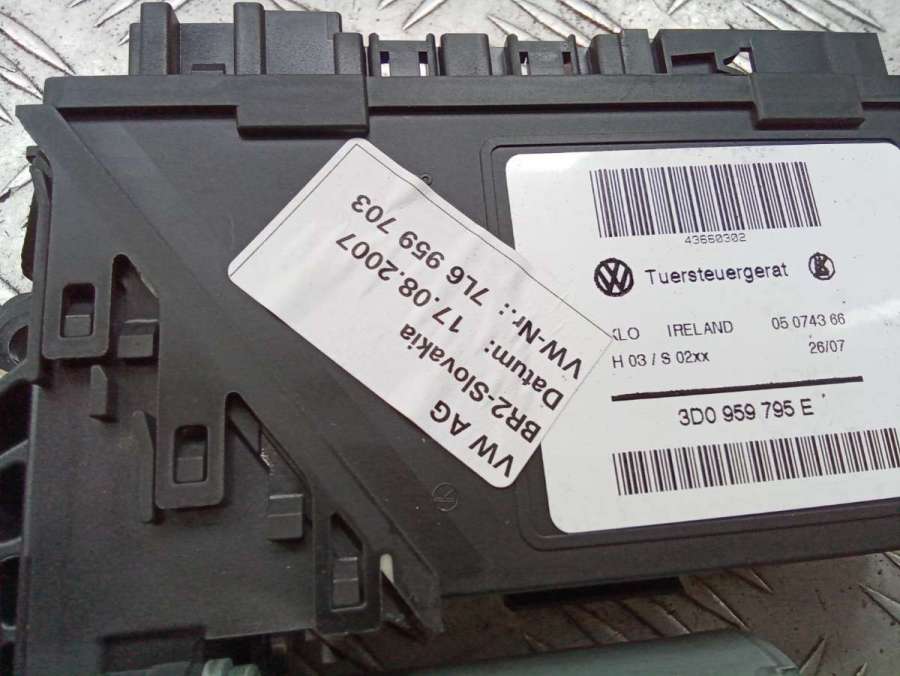 43660302
Tuersteuergerat
KLO IRELAND 05 0743 66
H 03 / S 02xx 26/07
3D0 959 795 E
VW AG
BR2-Slovakia
Datum: 17.08.2007
VW-Nr.: 7L6 959 703